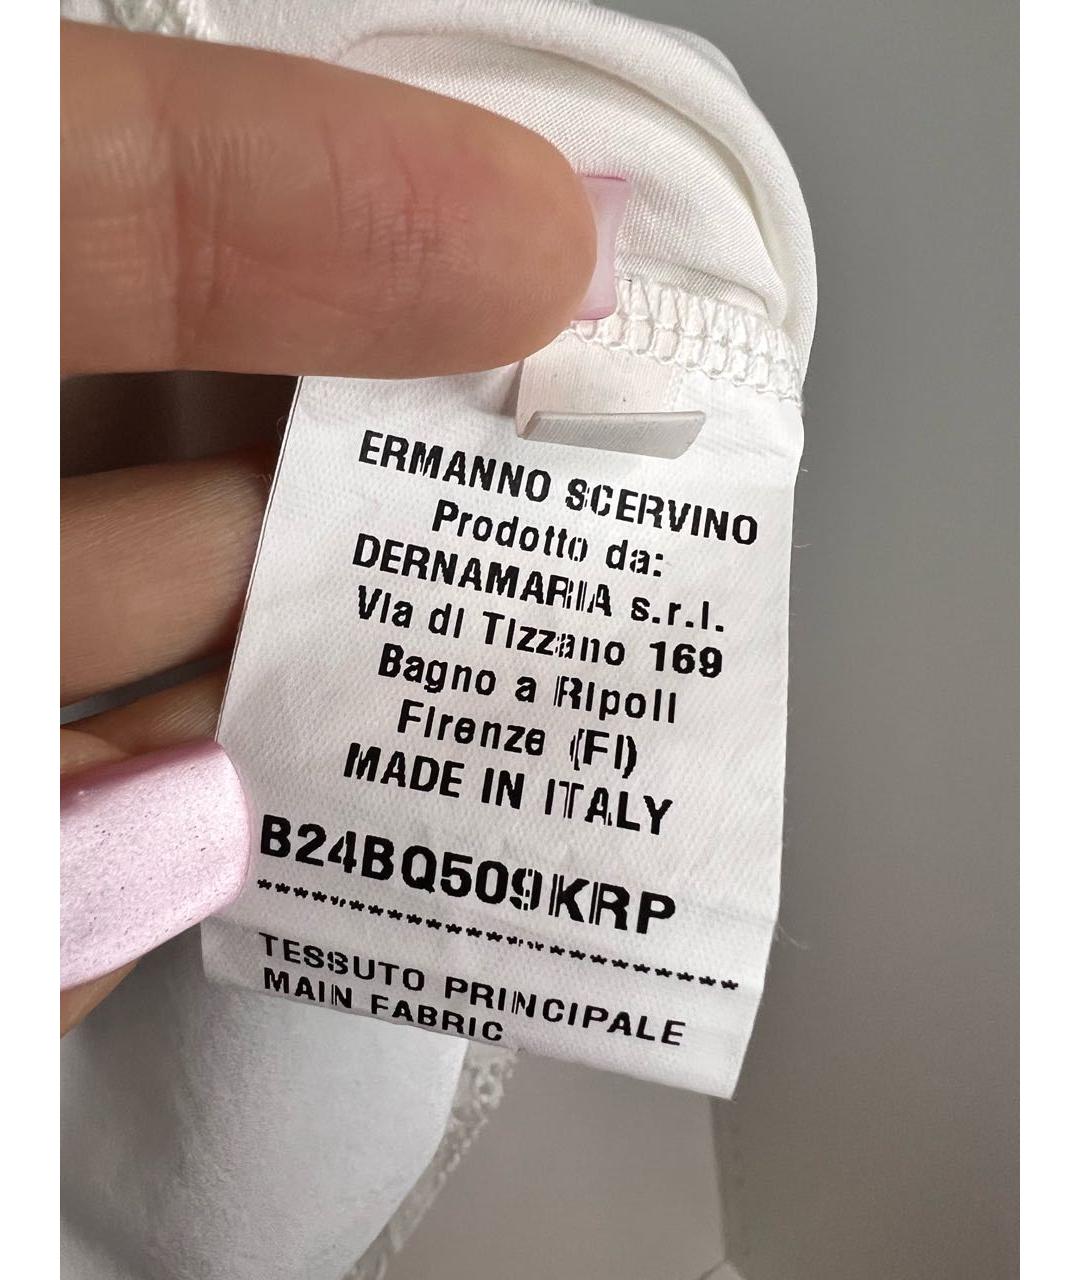 ERMANNO SCERVINO
Prodotto da:
DERNAMARIA s.r.l.
Via di Tizzano 169
Bagno a Ripoli
Firenze (FI)
MADE IN ITALY
B24BQ509KRP
***************************
TESSUTO PRINCIPALE
MAIN FABRIC